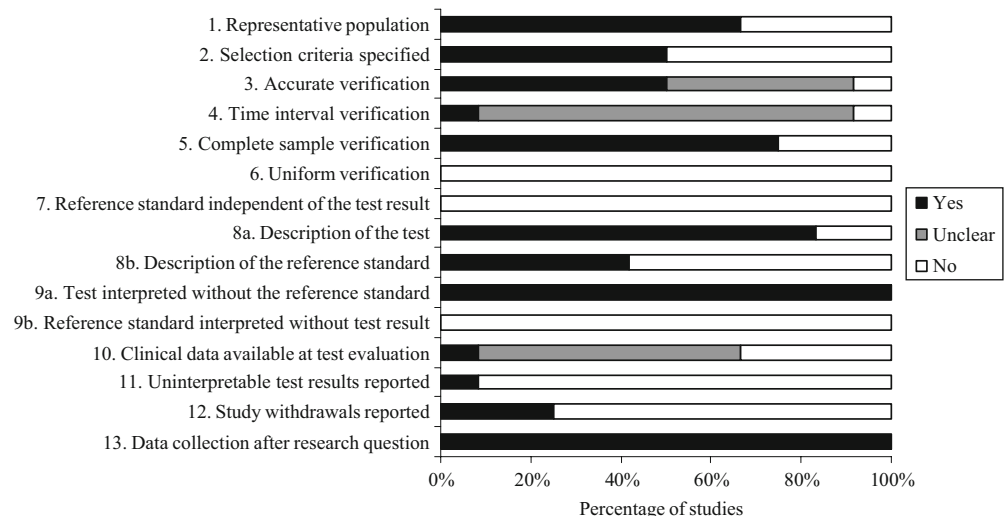 1. Representative population
2. Selection criteria specified
3. Accurate verification
4. Time interval verification
5. Complete sample verification
6. Uniform verification
7. Reference standard independent of the test result
8a. Description of the test
8b. Description of the reference standard
9a. Test interpreted without the reference standard
9b. Reference standard interpreted without test result
10. Clinical data available at test evaluation
11. Uninterpretable test results reported
12. Study withdrawals reported
13. Data collection after research question
Yes
Unclear
No
0% 20% 40% 60% 80% 100%
Percentage of studies